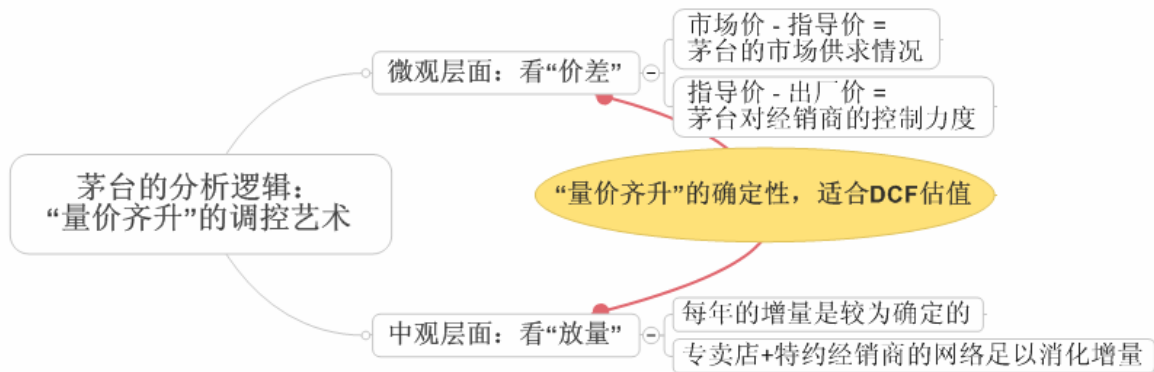 茅台的分析逻辑：
“量价齐升”的调控艺术
微观层面：看“价差”
市场价 - 指导价 =
茅台的市场供求情况
指导价 - 出厂价 =
茅台对经销商的控制力度
“量价齐升”的确定性，适合DCF估值
中观层面：看“放量”
每年的增量是较为确定的
专卖店+特约经销商的网络足以消化增量